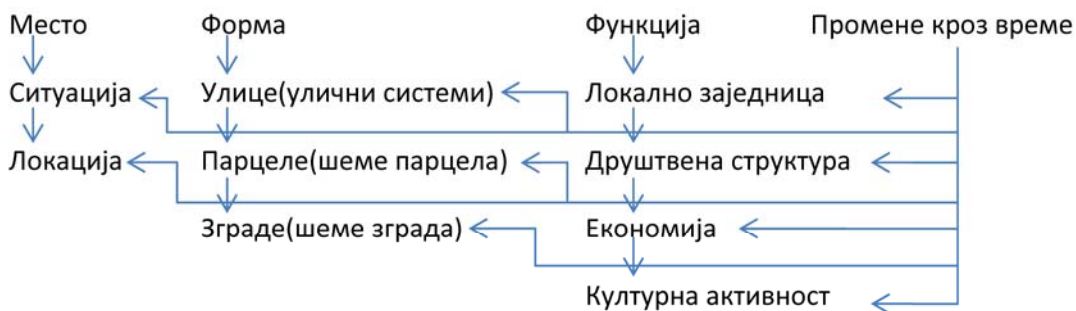 Место Форма Функција Промене кроз време
Ситуација Улице(улични системи) Локално заједница
Локација Парцеле(шеме парцела) Друштвена структура
Зграде(шеме зграда) Економија
Културна активност